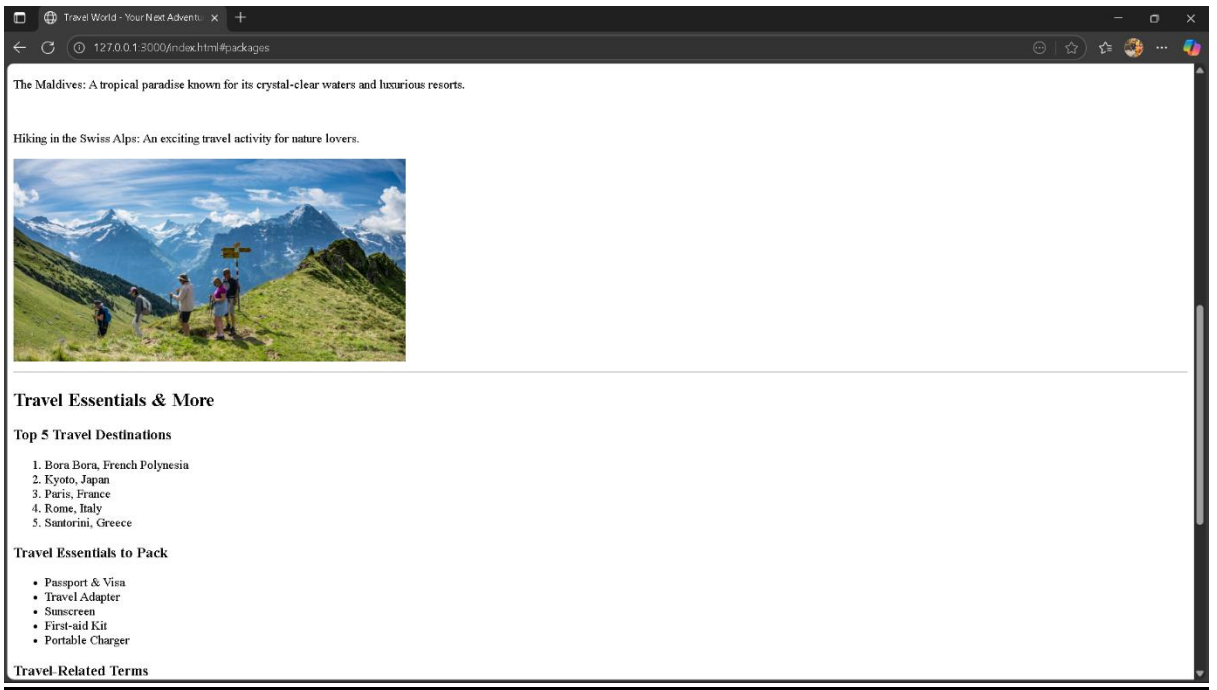 Travel World - Your Next Adventu
127.0.0.1:3000/index.html#packages
The Maldives: A tropical paradise known for its crystal-clear waters and luxurious resorts.
Hiking in the Swiss Alps: An exciting travel activity for nature lovers.
Travel Essentials & More
Top 5 Travel Destinations
1. Bora Bora, French Polynesia
2. Kyoto, Japan
3. Paris, France
4. Rome, Italy
5. Santorini, Greece
Travel Essentials to Pack
• Passport & Visa
• Travel Adapter
• Sunscreen
• First-aid Kit
• Portable Charger
Travel-Related Terms